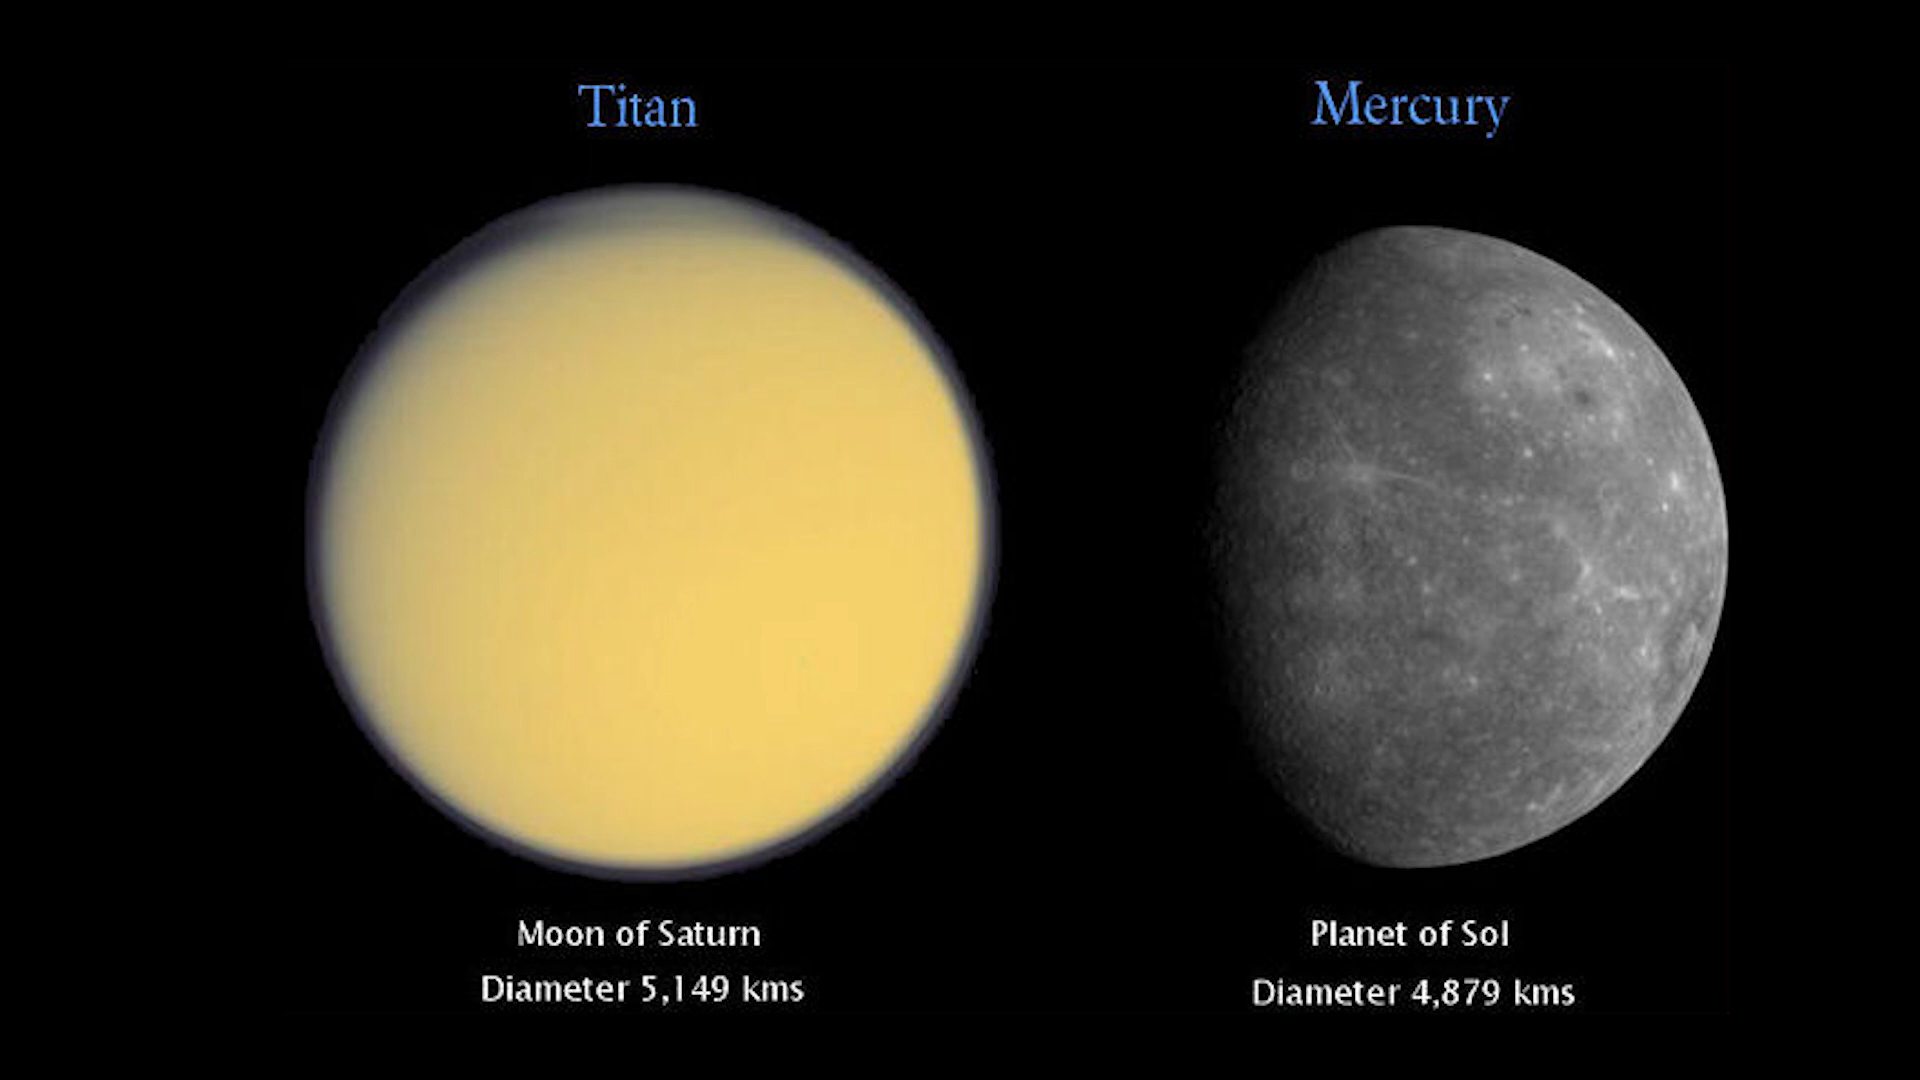 Titan
Mercury
Moon of Saturn
Diameter 5,149 kms
Planet of Sol
Diameter 4,879 kms